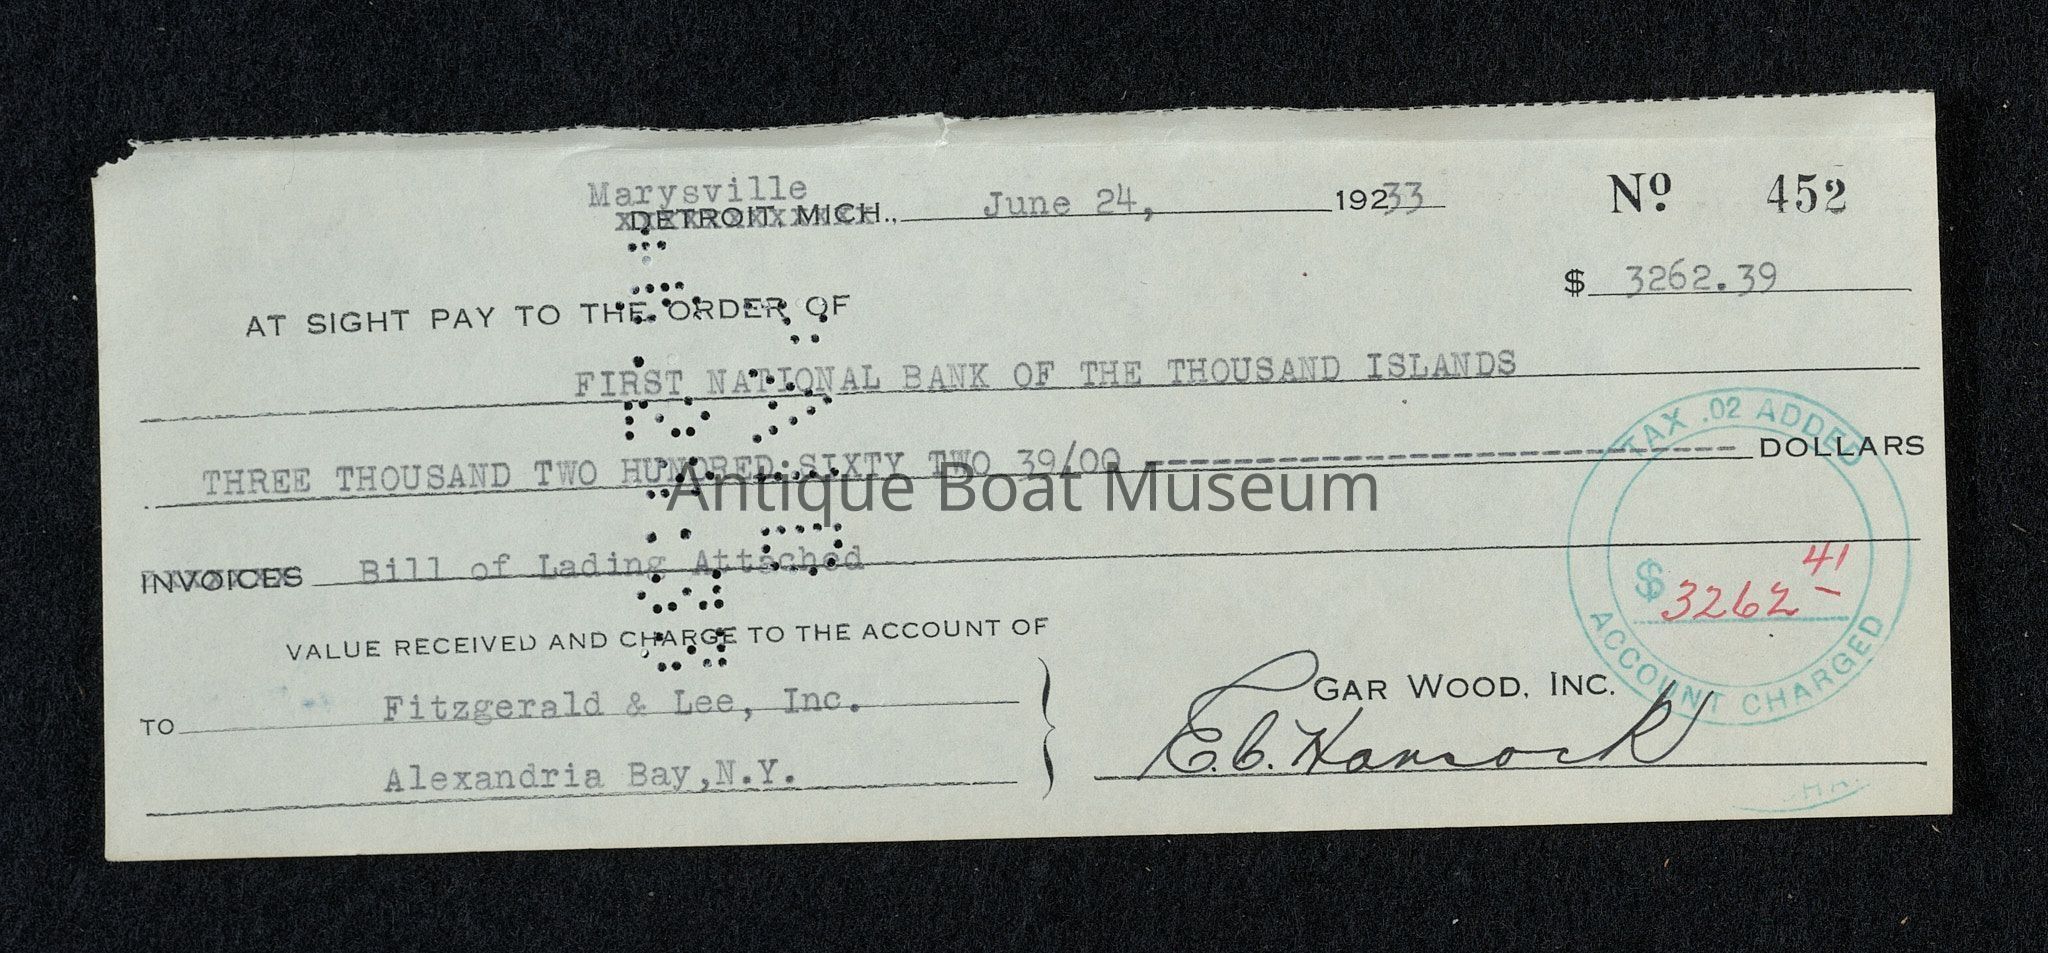 Marysville
DETROIT, MICH., June 24, 19233 Nº 452
$ 3262.39
AT SIGHT PAY TO THE ORDER OF
FIRST NATIONAL BANK OF THE THOUSAND ISLANDS
THREE THOUSAND TWO HUNDRED SIXTY TWO 39/00 DOLLARS
Antique Boat Museum
INVOICES Bill of Lading Attached
VALUE RECEIVED AND CHARGE TO THE ACCOUNT OF
TO Fitzgerald & Lee, Inc.
Alexandria Bay,N.Y.
GAR WOOD, INC.
E.C. Hancock
TAX .02 ADDED
$ 3262 41
ACCOUNT CHARGED